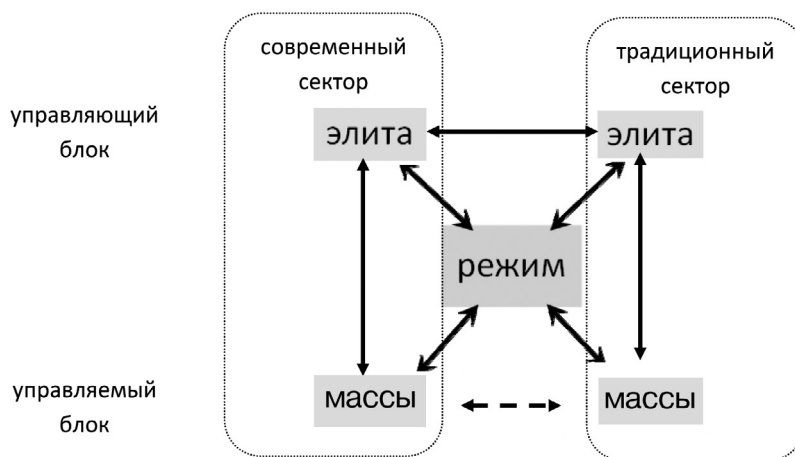 современный
сектор
традиционный
сектор
управляющий
блок
элита
элита
режим
управляемый
блок
массы
массы